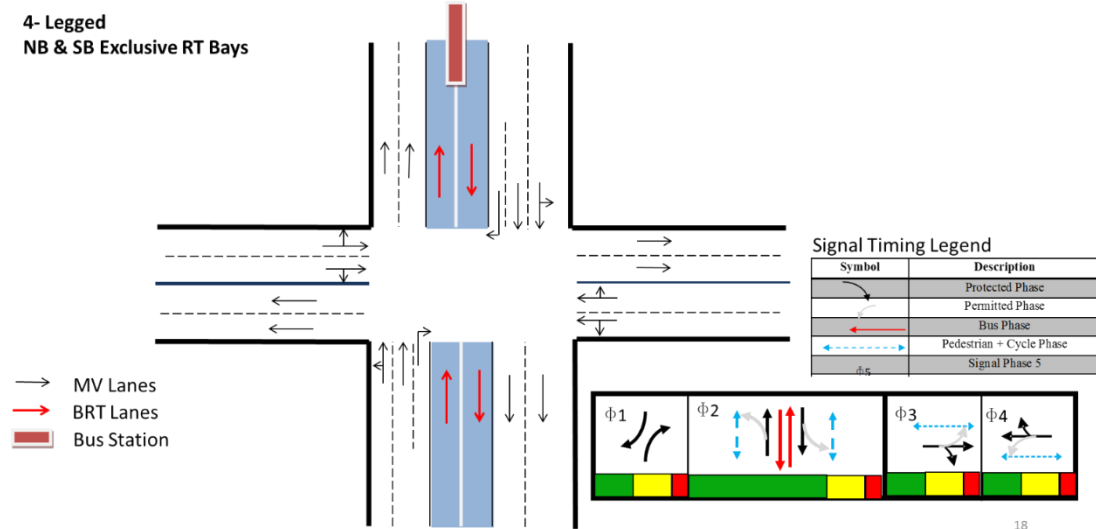 4- Legged
NB & SB Exclusive RT Bays
MV Lanes
BRT Lanes
Bus Station
Signal Timing Legend
Symbol Description
Protected Phase
Permitted Phase
Bus Phase
Pedestrian + Cycle Phase
ϕ5 Signal Phase 5
ϕ1
ϕ2
ϕ3
ϕ4
18